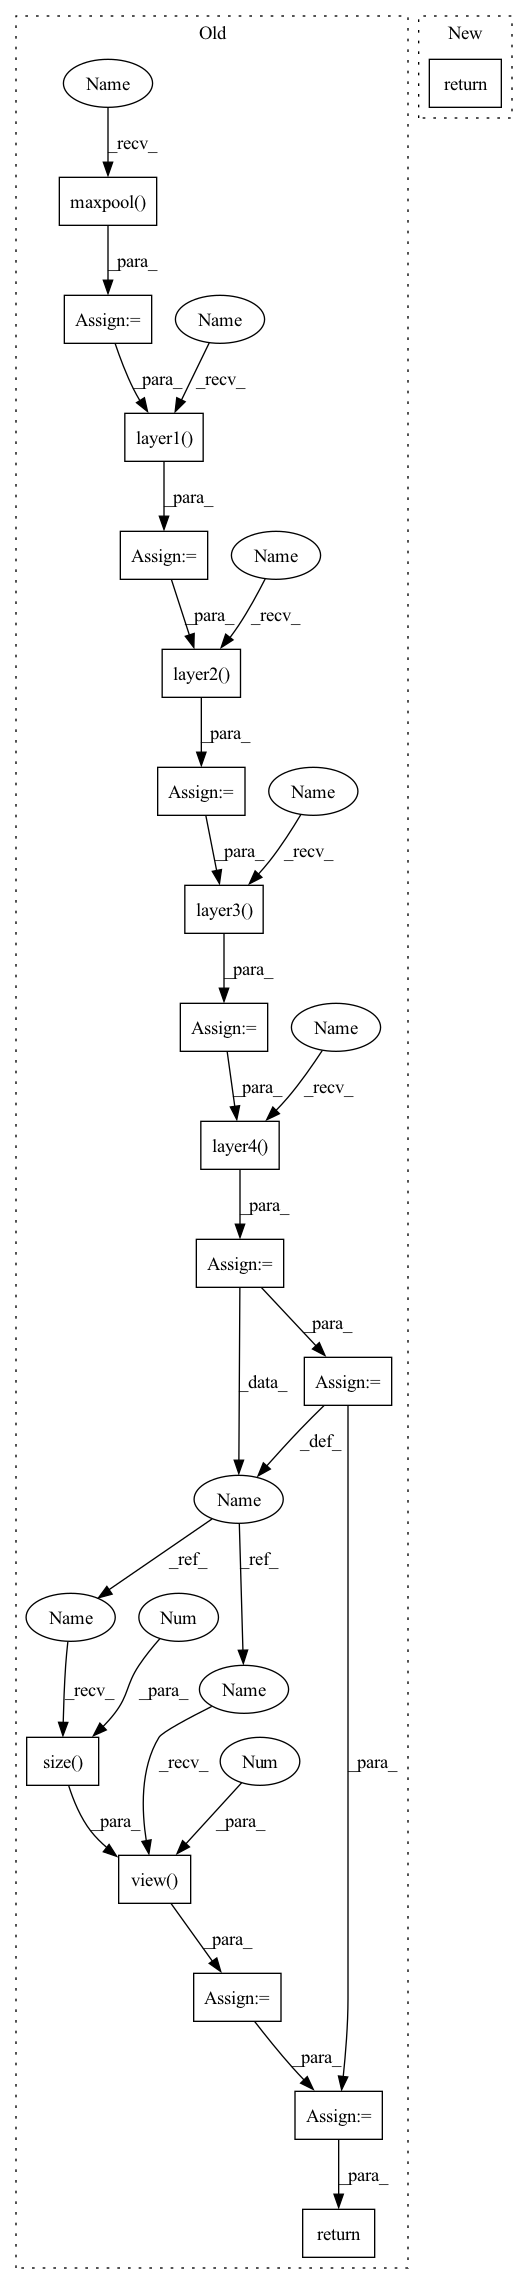 Old
New
Name
return
_recv_
maxpool()
_para_
Assign:=
Name
_para_
_recv_
layer1()
_para_
Assign:=
Name
_para_
_recv_
layer2()
_para_
Assign:=
Name
_para_
_recv_
layer3()
_para_
Assign:=
Name
_para_
_recv_
layer4()
_para_
Assign:=
_para_
_data_
Assign:=
_def_
Name
_ref_
_ref_
Name
Num
Name
_recv_
_para_
Num
size()
_recv_
_para_
_para_
_para_
view()
_para_
Assign:=
_para_
Assign:=
_para_
return